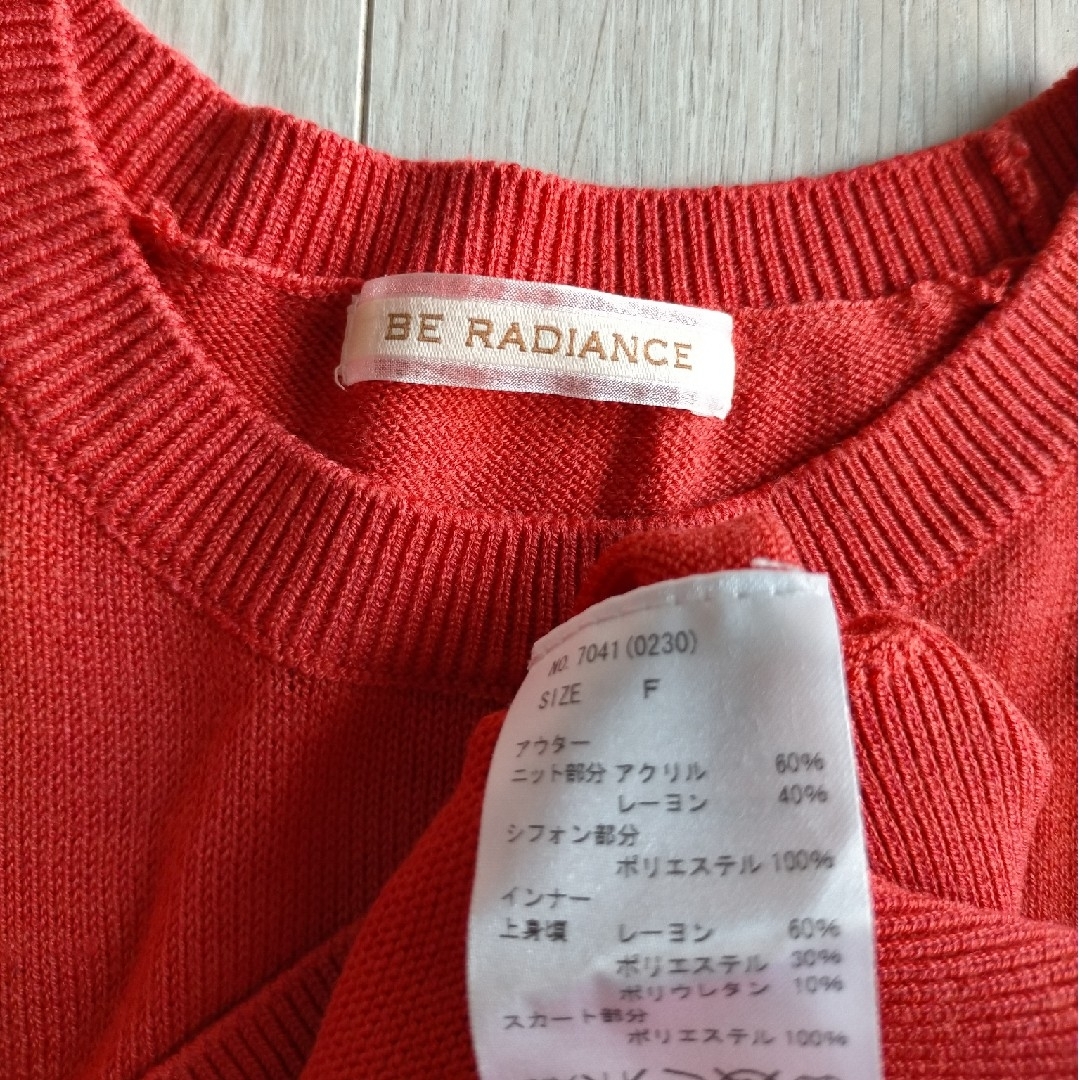 BE RADIANCE
NO. 7041(0230)
SIZE F
アウター
ニット部分 アクリル 60%
レーヨン 40%
シフォン部分
ポリエステル 100%
インナー
上身頃 レーヨン 60%
ポリエステル 30%
ポリウレタン 10%
スカート部分
ポリエステル 100%